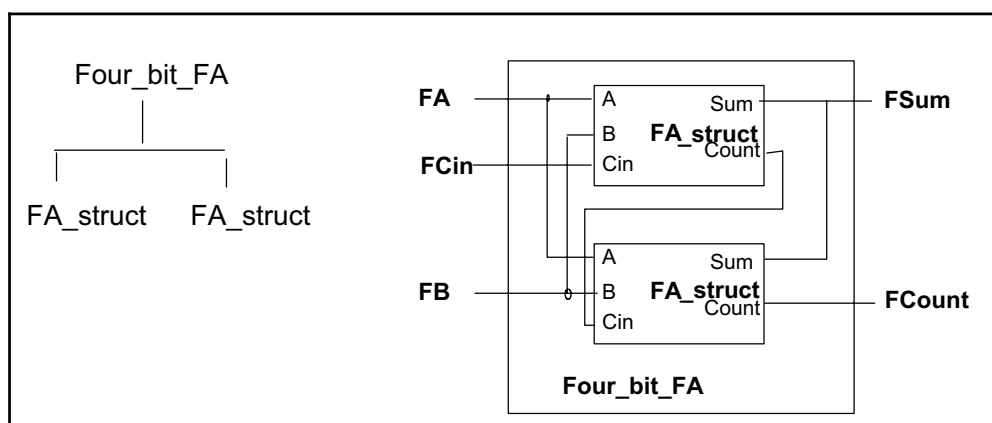 Four_bit_FA
FA_struct FA_struct
FA
A
Sum
FSum
B
FA_struct
Count
FCin
Cin
A
Sum
FB
B
FA_struct
Count
FCount
Cin
Four_bit_FA